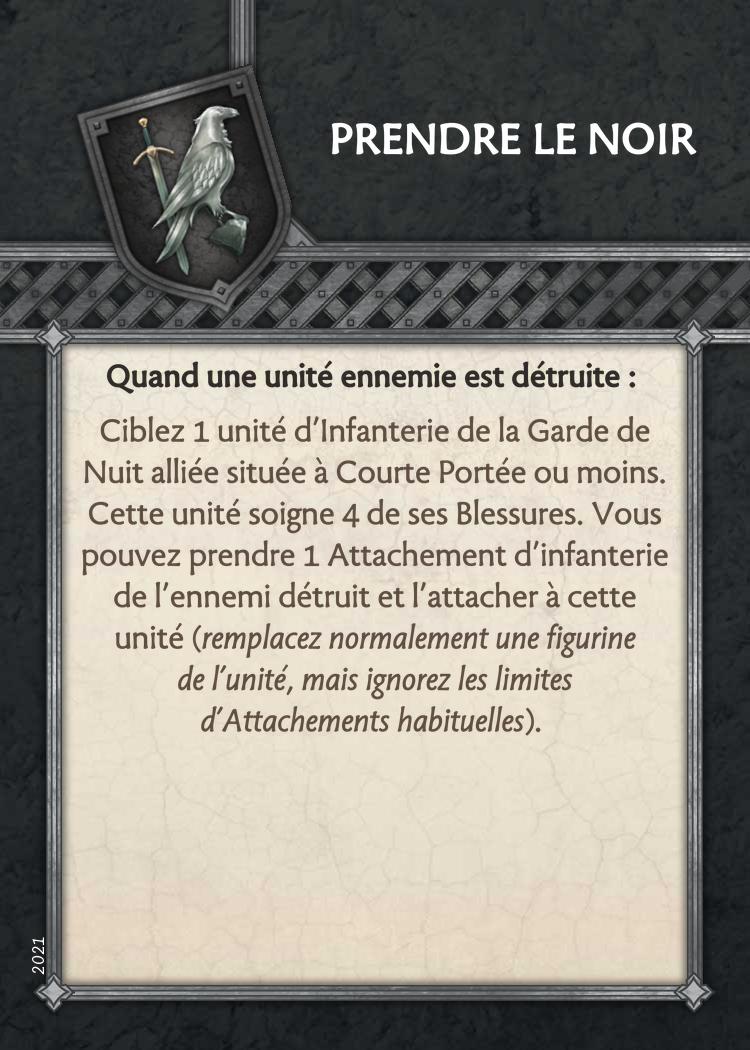 PRENDRE LE NOIR
Quand une unité ennemie est détruite :
Ciblez 1 unité d'Infanterie de la Garde de
Nuit alliée située à Courte Portée ou moins.
Cette unité soigne 4 de ses Blessures. Vous
pouvez prendre 1 Attachement d'infanterie
de l'ennemi détruit et l'attacher à cette
unité (remplacez normalement une figurine
de l'unité, mais ignorez les limites
d'Attachements habituelles).
2021